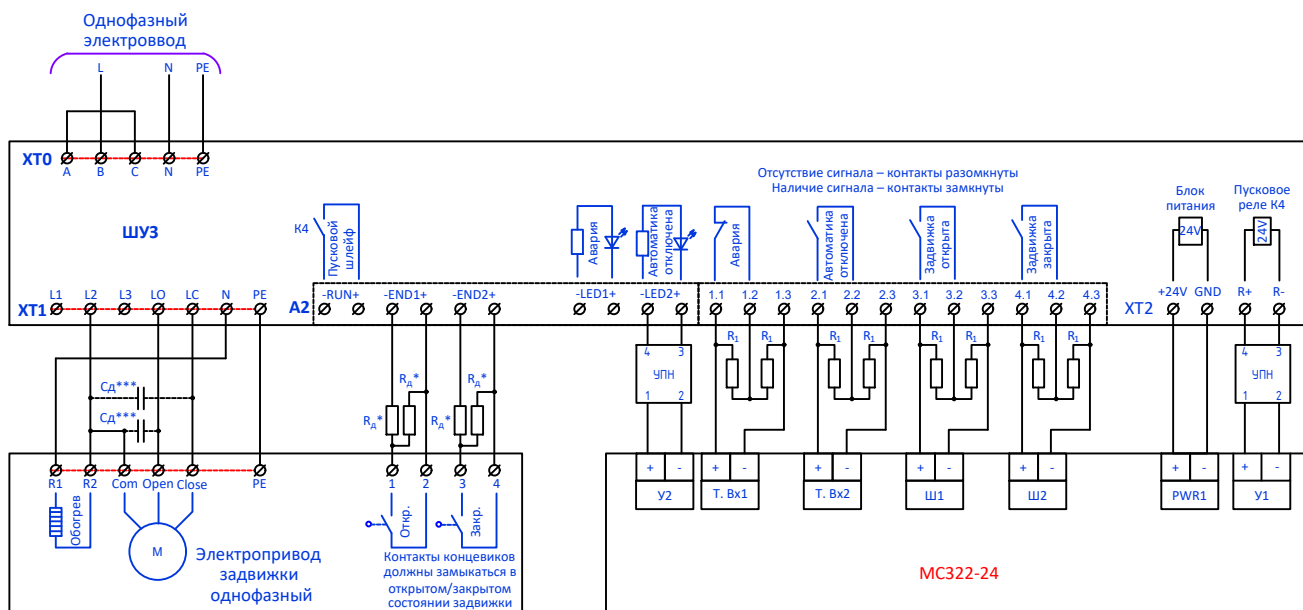 Однофазный
электроввод
L
N
PE
XT0
A
B
C
N
PE
Отсутствие сигнала – контакты разомкнуты
Наличие сигнала – контакты замкнуты
Блок
питания
Пусковое
реле К4
24V
24V
ШУЗ
К4
Пусковой
шлейф
Авария
Автоматика
отключена
Авария
Автоматика
отключена
Задвижка
открыта
Задвижка
закрыта
XT1
L1
L2
L3
LO
LC
N
PE
A2
-RUN+
-END1+
-END2+
-LED1+
-LED2+
1.1
1.2
1.3
2.1
2.2
2.3
3.1
3.2
3.3
4.1
4.2
4.3
XT2
+24V
GND
R+
R-
Cд***
Cд***
Rд*
Rд*
Rд*
Rд*
4
3
УПН
1
2
R1
R1
R1
R1
R1
R1
R1
R1
4
3
УПН
1
2
R1
R2
Com
Open
Close
PE
1
2
3
4
+ -
У2
+ -
Т. Вх1
+ -
Т. Вх2
+ -
Ш1
+ -
Ш2
+ -
PWR1
+ -
У1
Обогрев
М
Откр.
Закр.
Электропривод
задвижки
однофазный
Контакты концевиков
должны замыкаться в
открытом/закрытом
состоянии задвижки
МС322-24